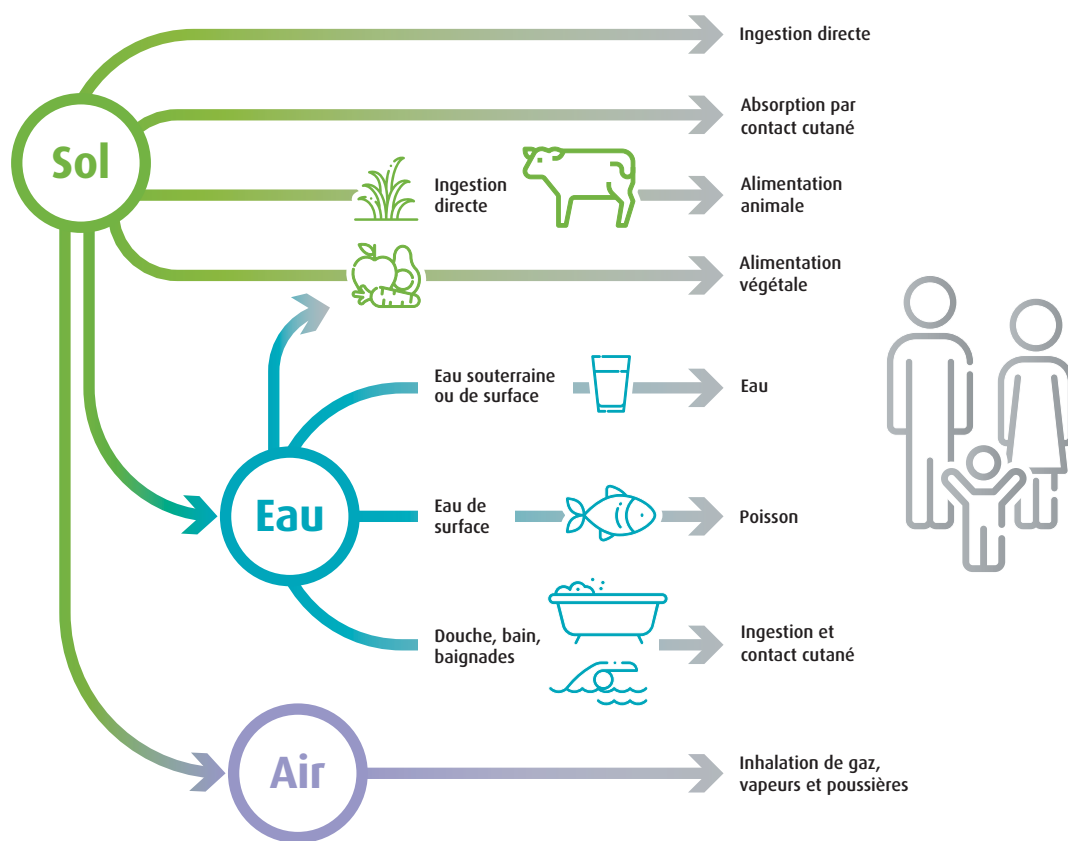 Ingestion directe
Sol
Absorption par
contact cutané
Ingestion
directe
Alimentation
animale
Alimentation
végétale
Eau souterraine
ou de surface
Eau
Eau
Eau de
surface
Poisson
Douche, bain,
baignades
Ingestion et
contact cutané
Air
Inhalation de gaz,
vapeurs et poussières